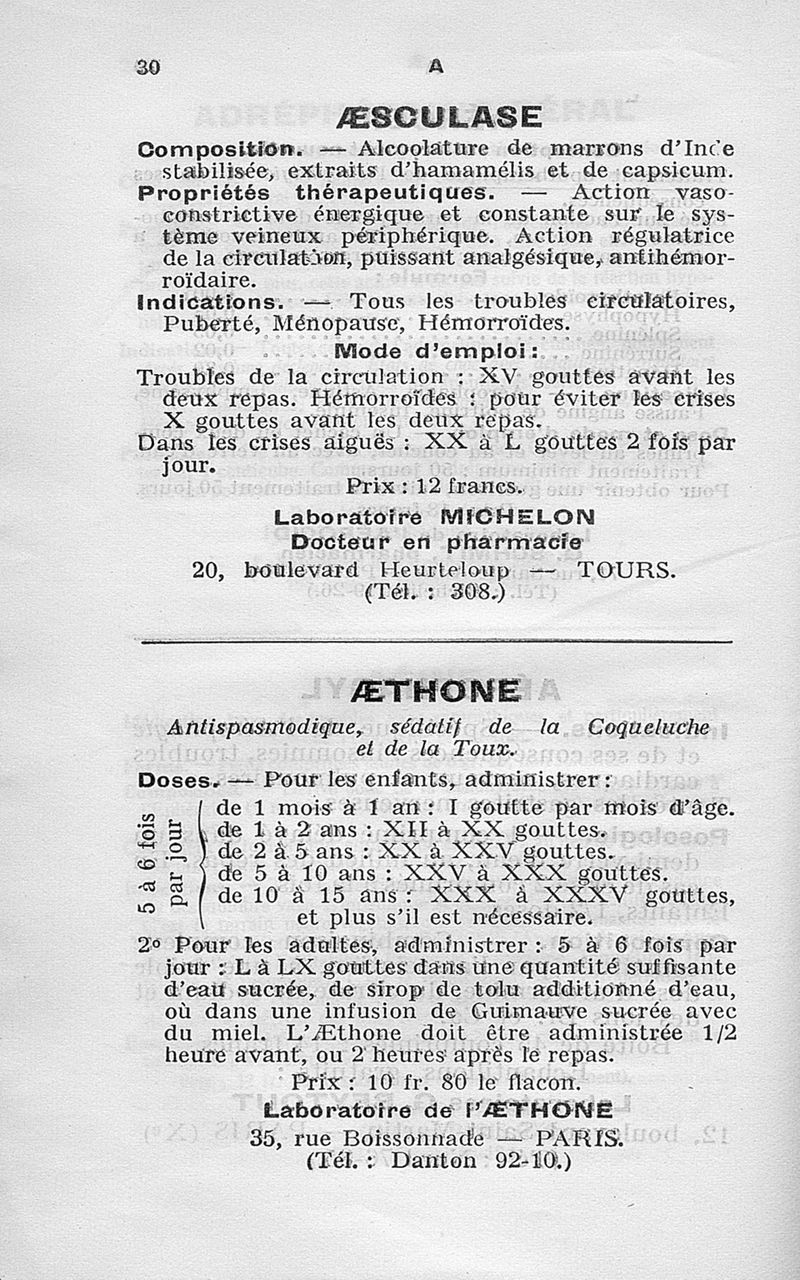 30 A
ÆSCULASE
Composition. — Alcoolature de marrons d'Inde
stabilisée, extraits d'hamamélis et de capsicum.
Propriétés thérapeutiques. — Action vaso-
constrictive énergique et constante sur le sys-
tème veineux périphérique. Action régulatrice
de la circulation, puissant analgésique, antihémor-
roïdaire.
Indications. — Tous les troubles circulatoires,
Puberté, Ménopause, Hémorroïdes.
Mode d'emploi :
Troubles de la circulation : XV gouttes avant les
deux repas. Hémorroïdes : pour éviter les crises
X gouttes avant les deux repas.
Dans les crises aiguës : XX à L gouttes 2 fois par
jour.
Prix : 12 francs.
Laboratoire MICHELON
Docteur en pharmacie
20, boulevard Heurteloup — TOURS.
(Tél. : 308.)
ÆTHONE
Antispasmodique, sédatif de la Coqueluche
et de la Toux.
Doses. — Pour les enfants, administrer :
5 à 6 fois
par jour
de 1 mois à 1 an : I goutte par mois d'âge.
de 1 à 2 ans : XII à XX gouttes.
de 2 à 5 ans : XX à XXV gouttes.
de 5 à 10 ans : XXV à XXX gouttes.
de 10 à 15 ans : XXX à XXXV gouttes,
et plus s'il est nécessaire.
2° Pour les adultes, administrer : 5 à 6 fois par
jour : L à LX gouttes dans une quantité suffisante
d'eau sucrée, de sirop de tolu additionné d'eau,
où dans une infusion de Guimauve sucrée avec
du miel. L'Æthone doit être administrée 1/2
heure avant, ou 2 heures après le repas.
Prix : 10 fr. 80 le flacon.
Laboratoire de l'ÆTHONE
35, rue Boissonnade — PARIS.
(Tél. : Danton 92-10.)